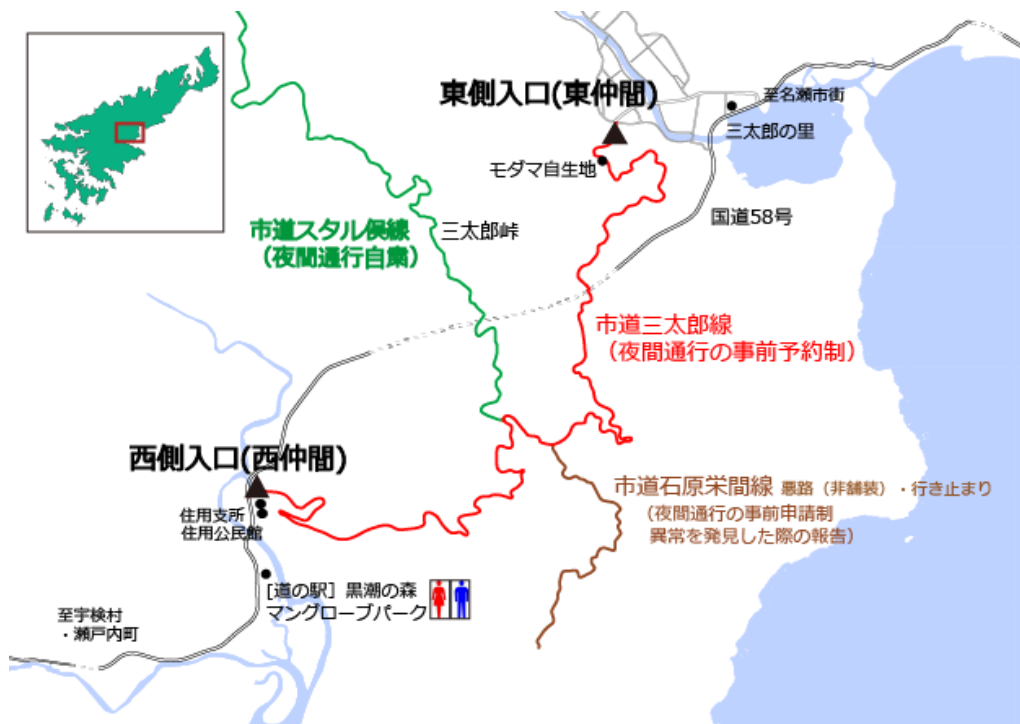 東側入口(東仲間)
至名瀬市街
三太郎の里
モダマ自生地
国道58号
市道スタル俣線
（夜間通行自粛）
三太郎峠
市道三太郎線
（夜間通行の事前予約制）
西側入口(西仲間)
住用支所
住用公民館
市道石原栄間線 悪路（非舗装）・行き止まり
（夜間通行の事前申請制
異常を発見した際の報告）
[道の駅］黒潮の森
マングローブパーク
至宇検村
・瀬戸内町